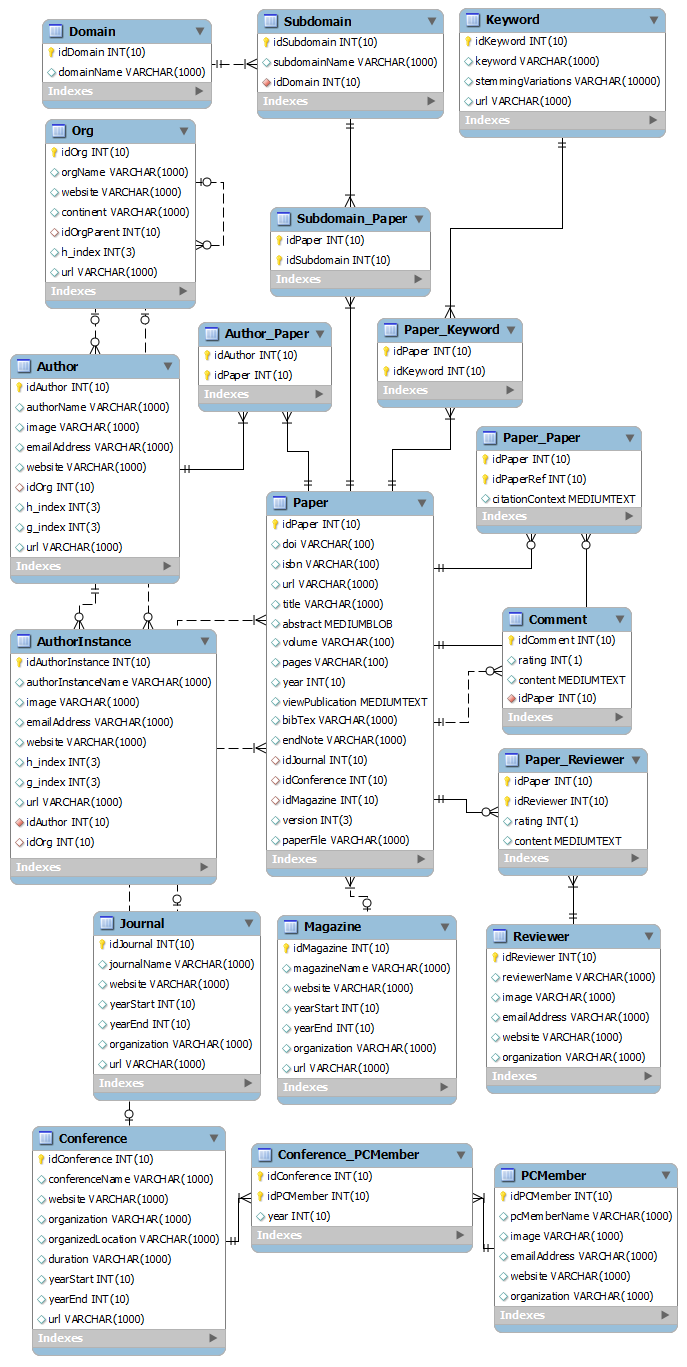 Domain
idDomain INT(10)
domainName VARCHAR(1000)
Indexes
Subdomain
idSubdomain INT(10)
subdomainName VARCHAR(1000)
idDomain INT(10)
Indexes
Keyword
idKeyword INT(10)
keyword VARCHAR(1000)
stemmingVariations VARCHAR(10000)
url VARCHAR(1000)
Indexes
Org
idOrg INT(10)
orgName VARCHAR(1000)
website VARCHAR(1000)
continent VARCHAR(1000)
idOrgParent INT(10)
h_index INT(3)
url VARCHAR(1000)
Indexes
Subdomain_Paper
idPaper INT(10)
idSubdomain INT(10)
Indexes
Author_Paper
idAuthor INT(10)
idPaper INT(10)
Indexes
Paper_Keyword
idPaper INT(10)
idKeyword INT(10)
Indexes
Author
idAuthor INT(10)
authorName VARCHAR(1000)
image VARCHAR(1000)
emailAddress VARCHAR(1000)
website VARCHAR(1000)
idOrg INT(10)
h_index INT(3)
g_index INT(3)
url VARCHAR(1000)
Indexes
Paper_Paper
idPaper INT(10)
idPaperRef INT(10)
citationContext MEDIUMTEXT
Indexes
Paper
idPaper INT(10)
doi VARCHAR(100)
isbn VARCHAR(100)
url VARCHAR(1000)
title VARCHAR(1000)
abstract MEDIUMBLOB
volume VARCHAR(100)
pages VARCHAR(100)
year INT(10)
viewPublication MEDIUMTEXT
bibTex VARCHAR(1000)
endNote VARCHAR(1000)
idJournal INT(10)
idConference INT(10)
idMagazine INT(10)
version INT(3)
paperFile VARCHAR(1000)
Indexes
Comment
idComment INT(10)
rating INT(1)
content MEDIUMTEXT
idPaper INT(10)
Indexes
AuthorInstance
idAuthorInstance INT(10)
authorInstanceName VARCHAR(1000)
image VARCHAR(1000)
emailAddress VARCHAR(1000)
website VARCHAR(1000)
h_index INT(3)
g_index INT(3)
url VARCHAR(1000)
idAuthor INT(10)
idOrg INT(10)
Indexes
Paper_Reviewer
idPaper INT(10)
idReviewer INT(10)
rating INT(1)
content MEDIUMTEXT
Indexes
Journal
idJournal INT(10)
journalName VARCHAR(1000)
website VARCHAR(1000)
yearStart INT(10)
yearEnd INT(10)
organization VARCHAR(1000)
url VARCHAR(1000)
Indexes
Magazine
idMagazine INT(10)
magazineName VARCHAR(1000)
website VARCHAR(1000)
yearStart INT(10)
yearEnd INT(10)
organization VARCHAR(1000)
url VARCHAR(1000)
Indexes
Reviewer
idReviewer INT(10)
reviewerName VARCHAR(1000)
image VARCHAR(1000)
emailAddress VARCHAR(1000)
website VARCHAR(1000)
organization VARCHAR(1000)
Indexes
Conference
idConference INT(10)
conferenceName VARCHAR(1000)
website VARCHAR(1000)
organization VARCHAR(1000)
organizedLocation VARCHAR(1000)
duration VARCHAR(1000)
yearStart INT(10)
yearEnd INT(10)
url VARCHAR(1000)
Indexes
Conference_PCMember
idConference INT(10)
idPCMember INT(10)
year INT(10)
Indexes
PCMember
idPCMember INT(10)
pcMemberName VARCHAR(1000)
image VARCHAR(1000)
emailAddress VARCHAR(1000)
website VARCHAR(1000)
organization VARCHAR(1000)
Indexes